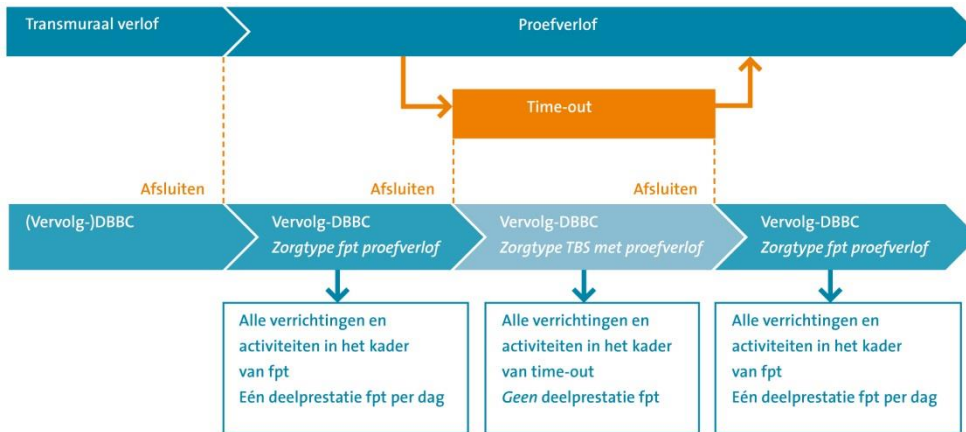 Transmuraal verlof
Proefverlof
Time-out
Afsluiten
Afsluiten
Afsluiten
(Vervolg-)DBBC
Vervolg-DBBC
Zorgtype fpt proefverlof
Vervolg-DBBC
Zorgtype TBS met proefverlof
Vervolg-DBBC
Zorgtype fpt proefverlof
Alle verrichtingen en
activiteiten in het kader
van fpt
Eén deelprestatie fpt per dag
Alle verrichtingen en
activiteiten in het kader
van time-out
Geen deelprestatie fpt
Alle verrichtingen en
activiteiten in het kader
van fpt
Eén deelprestatie fpt per dag